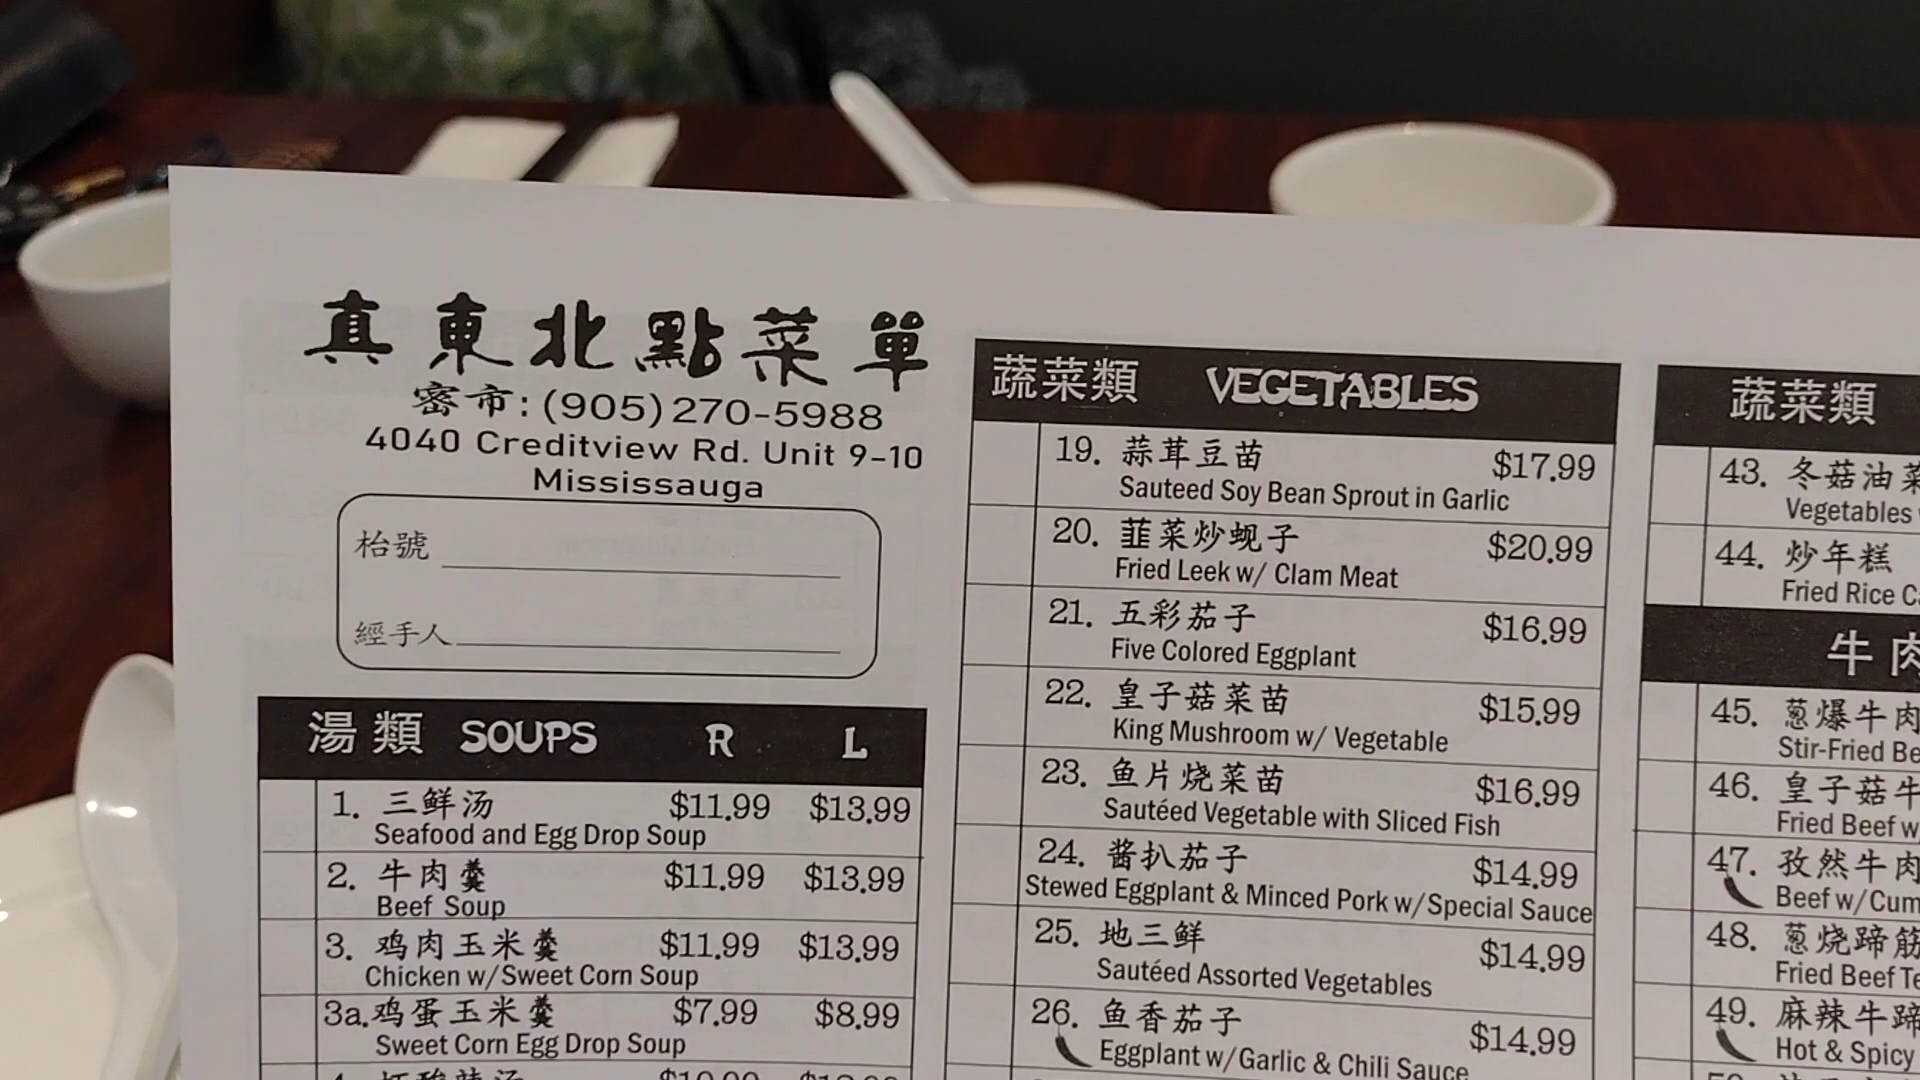 真東北點菜單
密市: (905) 270-5988
4040 Creditview Rd. Unit 9-10
Mississauga
枱號
經手人
湯類 SOUPS R L
1. 三鲜汤 $11.99 $13.99
Seafood and Egg Drop Soup
2. 牛肉羹 $11.99 $13.99
Beef Soup
3. 鸡肉玉米羹 $11.99 $13.99
Chicken w/Sweet Corn Soup
3a. 鸡蛋玉米羹 $7.99 $8.99
Sweet Corn Egg Drop Soup
蔬菜類 VEGETABLES
19. 蒜茸豆苗 $17.99
Sauteed Soy Bean Sprout in Garlic
20. 韮菜炒蚬子 $20.99
Fried Leek w/ Clam Meat
21. 五彩茄子 $16.99
Five Colored Eggplant
22. 皇子菇菜苗 $15.99
King Mushroom w/ Vegetable
23. 鱼片烧菜苗 $16.99
Sautéed Vegetable with Sliced Fish
24. 酱扒茄子 $14.99
Stewed Eggplant & Minced Pork w/Special Sauce
25. 地三鲜 $14.99
Sautéed Assorted Vegetables
26. 鱼香茄子 $14.99
Eggplant w/Garlic & Chili Sauce
蔬菜類
43. 冬菇油菜
Vegetables
44. 炒年糕
Fried Rice
牛肉
45. 葱爆牛肉
Stir-Fried
46. 皇子菇牛
Fried Beef
47. 孜然牛肉
Beef w/
48. 葱烧蹄筋
Fried Beef
49. 麻辣牛蹄
Hot & Spicy